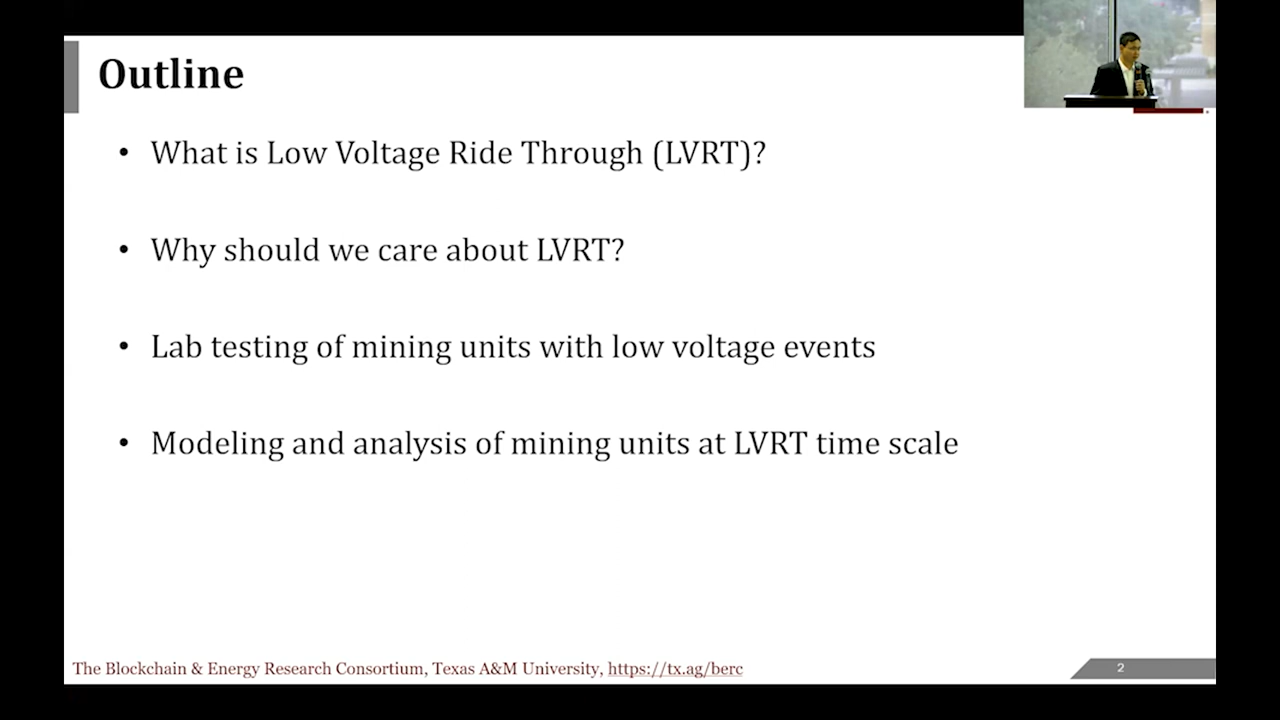 Outline
• What is Low Voltage Ride Through (LVRT)?
• Why should we care about LVRT?
• Lab testing of mining units with low voltage events
• Modeling and analysis of mining units at LVRT time scale
The Blockchain & Energy Research Consortium, Texas A&M University, https://tx.ag/berc
2